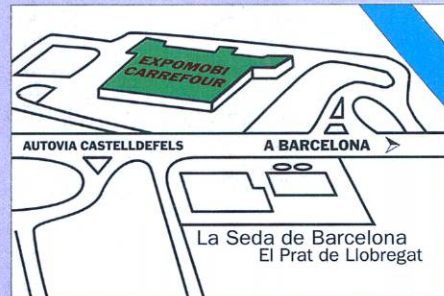 EXPOMOBI
CARREFOUR
AUTOVIA CASTELLDEFELS
A BARCELONA
La Seda de Barcelona
El Prat de Llobregat